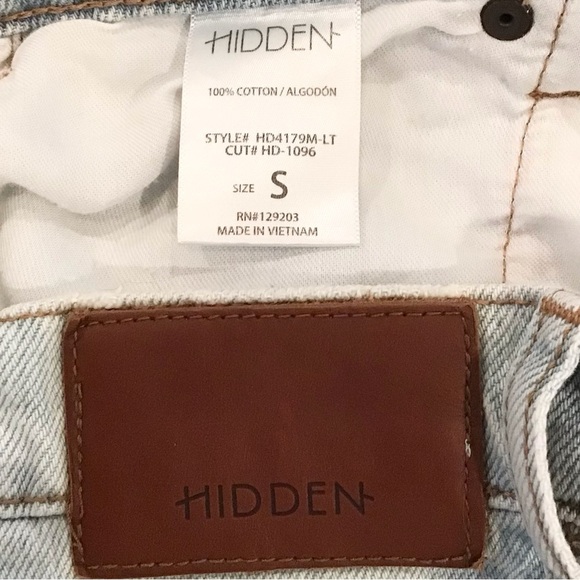 HIDDEN
100% COTTON / ALGODÓN
STYLE# HD4179M-LT
CUT# HD-1096
SIZE S
RN#129203
MADE IN VIETNAM
HIDDEN